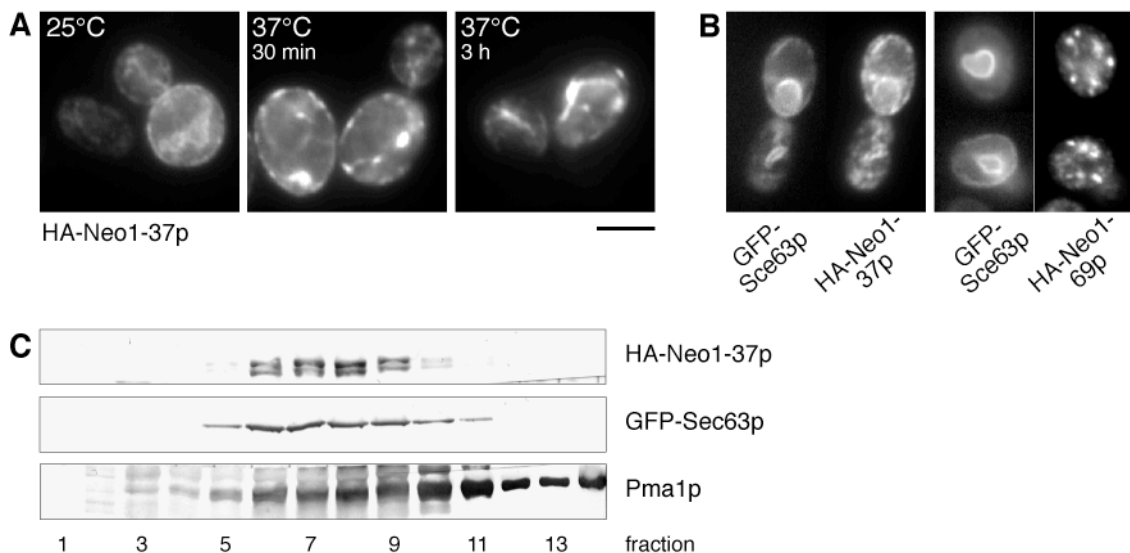 A
25°C
37°C
30 min
37°C
3 h
HA-Neo1-37p
B
GFP-
Sce63p
HA-Neo1-
37p
GFP-
Sce63p
HA-Neo1-
69p
C
HA-Neo1-37p
GFP-Sec63p
Pma1p
1 3 5 7 9 11 13 fraction